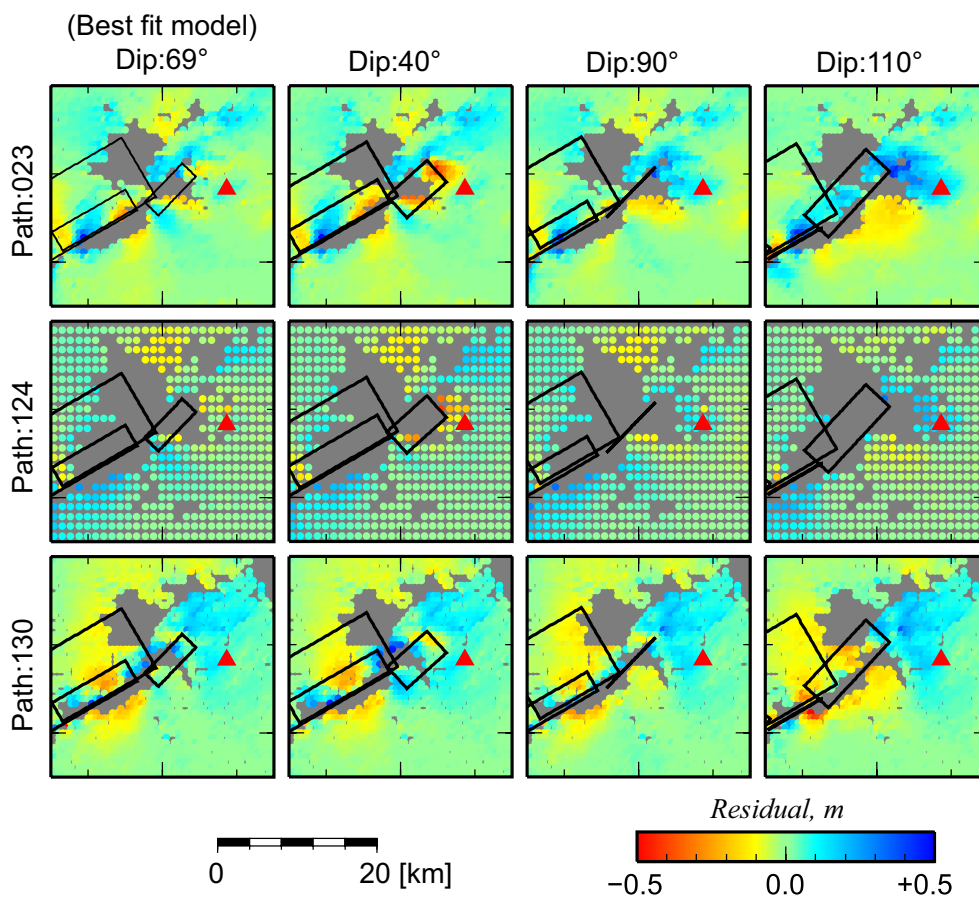 (Best fit model)
Dip:69° Dip:40° Dip:90° Dip:110°
Path:023
Path:124
Path:130
0 20 [km]
Residual, m
−0.5 0.0 +0.5